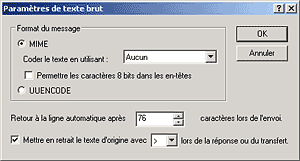 Paramètres de texte brut
Format du message
MIME
Coder le texte en utilisant : Aucun
Permettre les caractères 8 bits dans les en-têtes
UUENCODE
OK
Annuler
Retour à la ligne automatique après 76 caractères lors de l'envoi.
Mettre en retrait le texte d'origine avec > lors de la réponse ou du transfert.